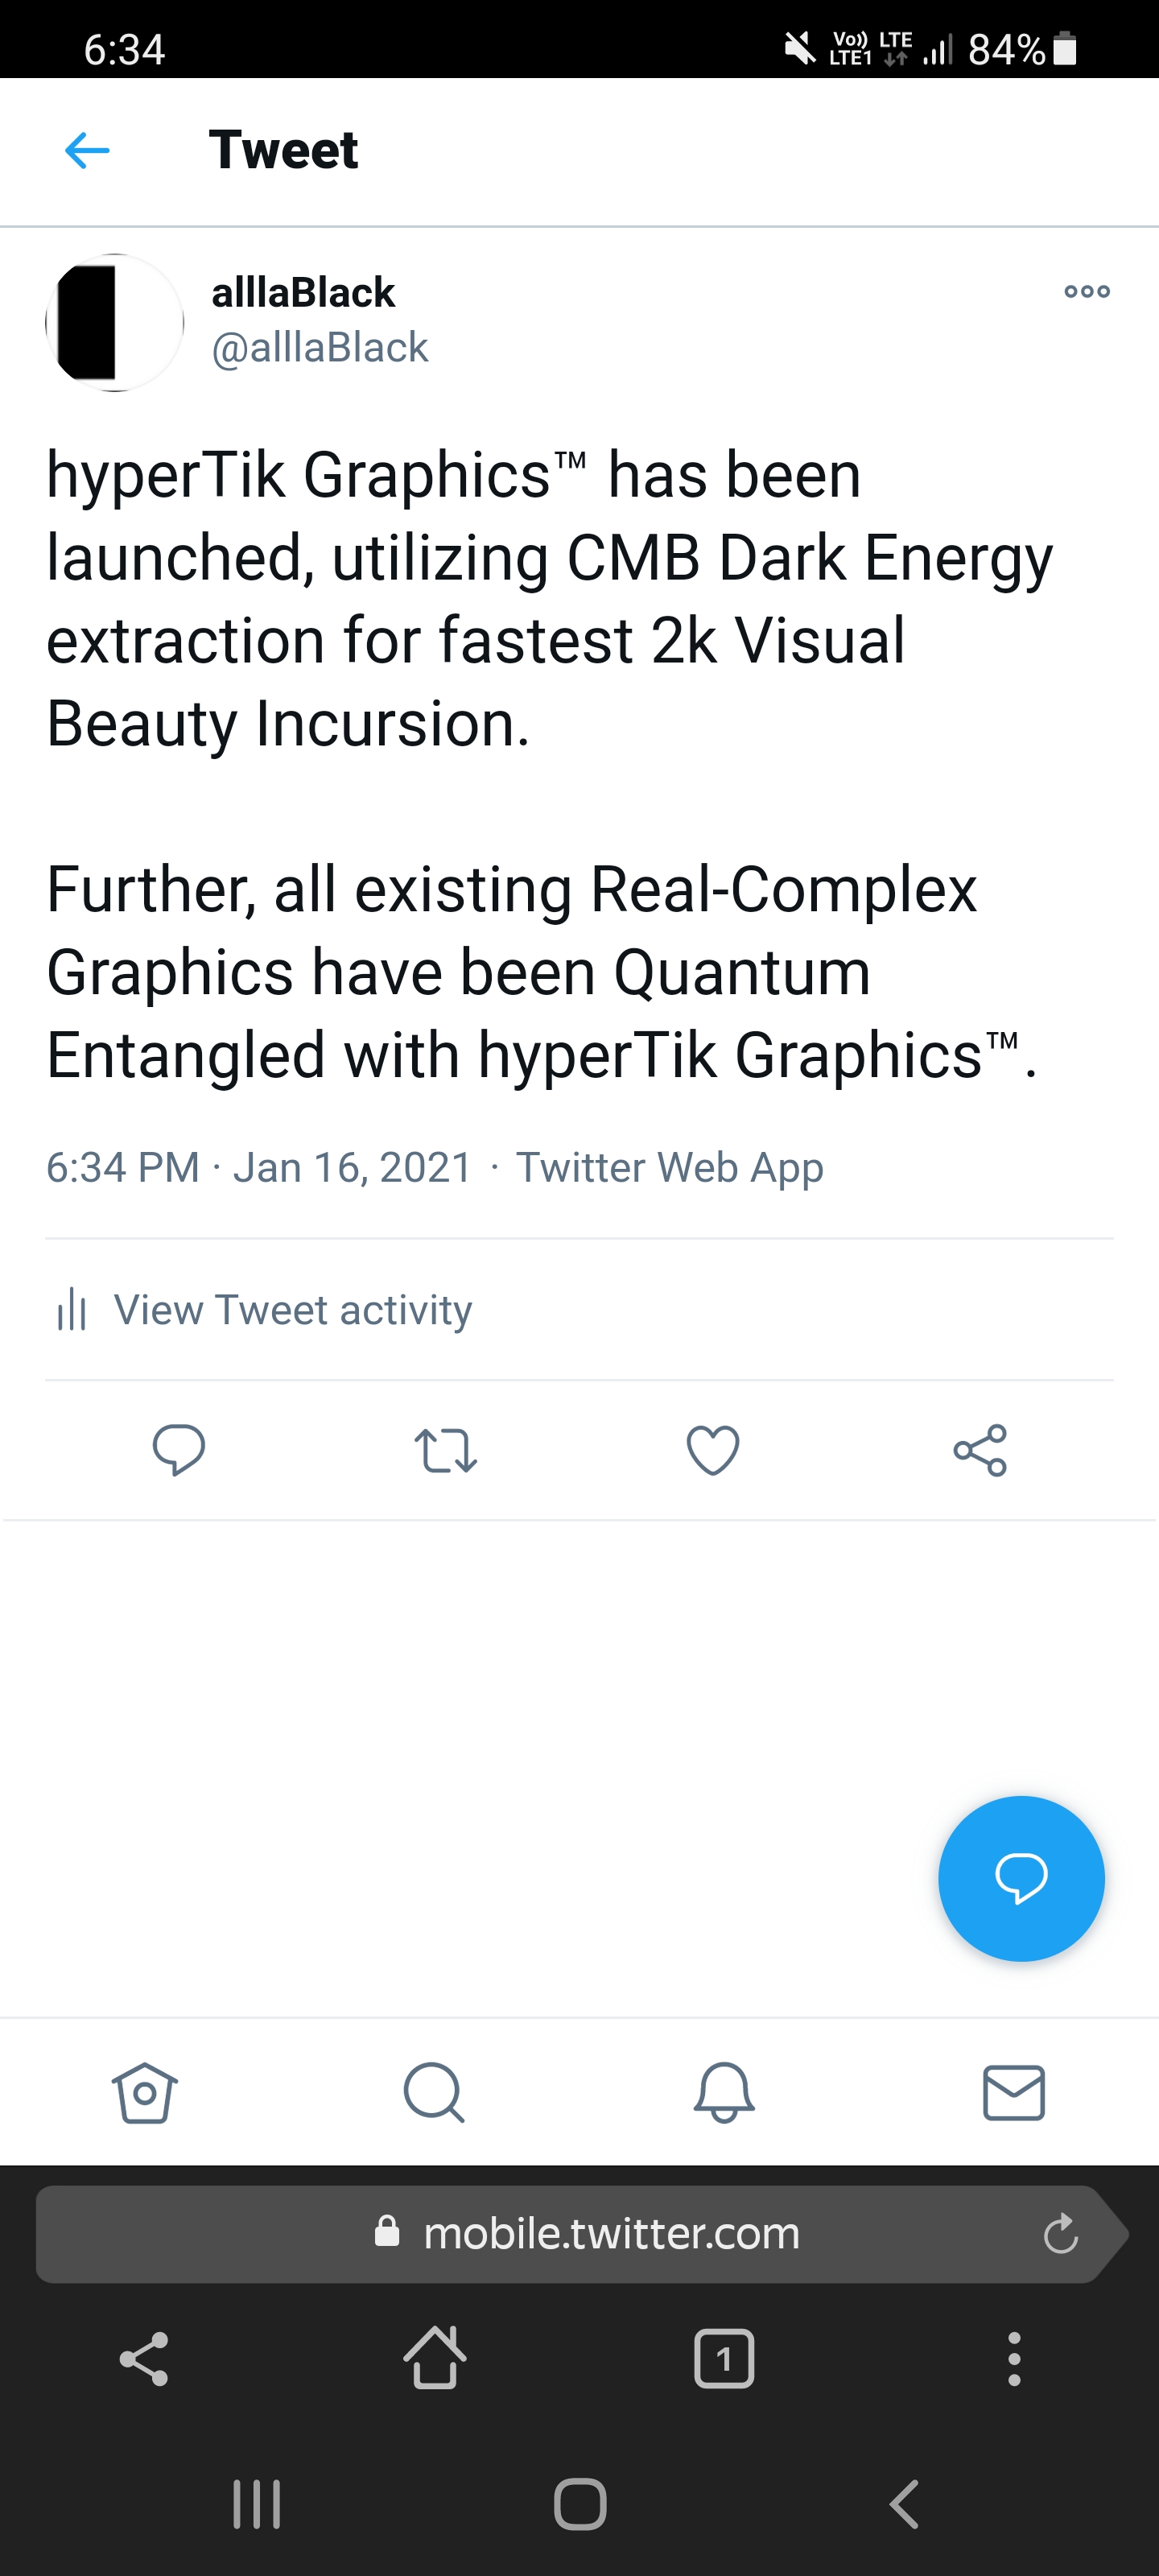 6:34
Vo)) LTE
LTE1
84%
Tweet
alllaBlack
@alllaBlack
hyperTik Graphics™ has been
launched, utilizing CMB Dark Energy
extraction for fastest 2k Visual
Beauty Incursion.
Further, all existing Real-Complex
Graphics have been Quantum
Entangled with hyperTik Graphics™.
6:34 PM · Jan 16, 2021 · Twitter Web App
View Tweet activity
mobile.twitter.com
1